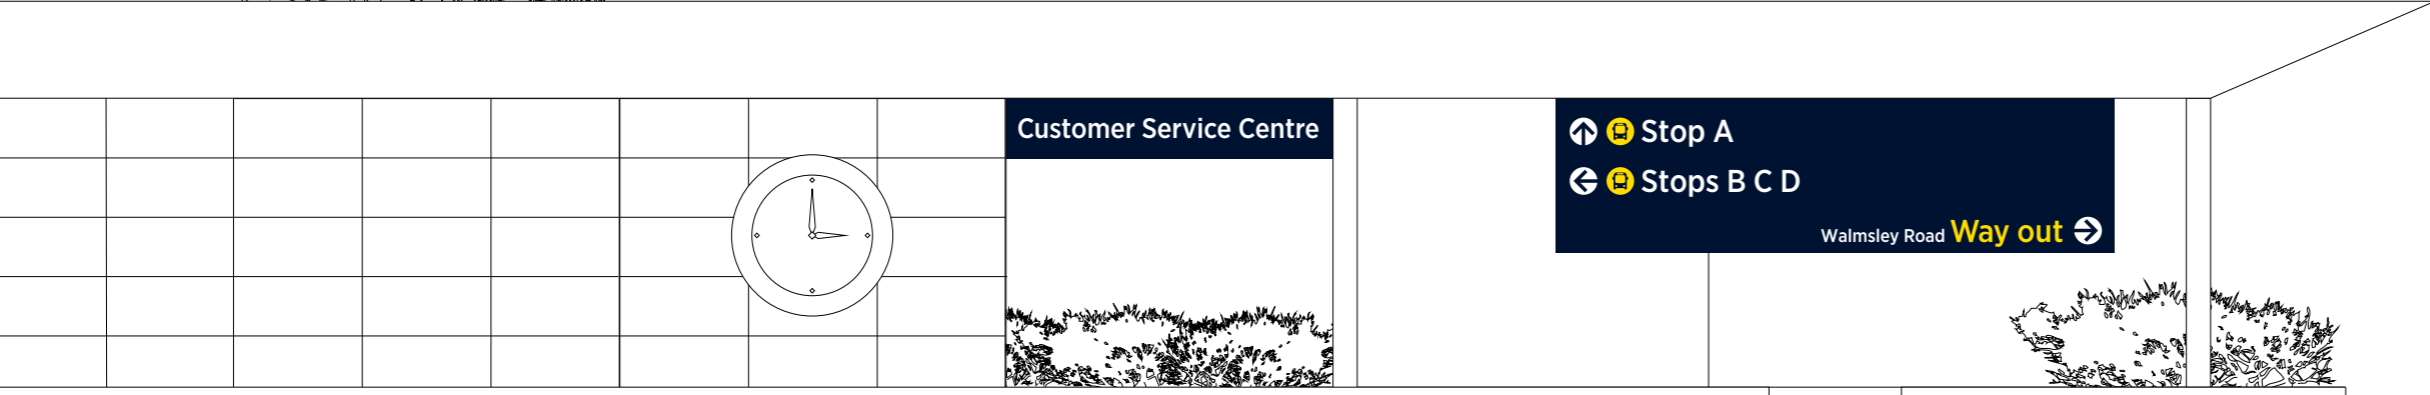 Customer Service Centre
Stop A
Stops B C D
Walmsley Road Way out